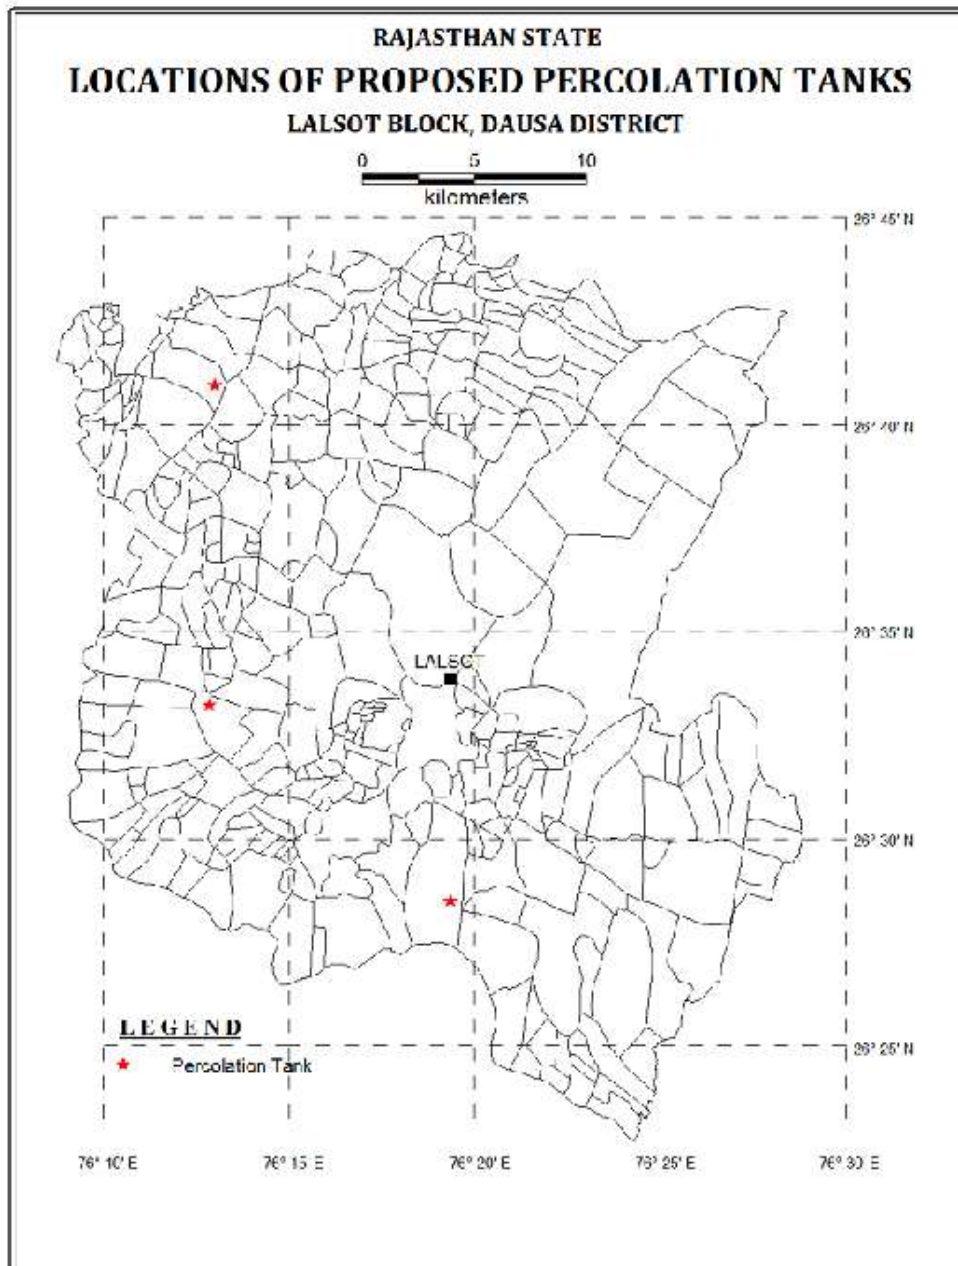 RAJASTHAN STATE
LOCATIONS OF PROPOSED PERCOLATION TANKS
LALSOT BLOCK, DAUSA DISTRICT
0 5 10
kilometers
26° 45' N
26° 40' N
26° 35' N
LALSOT
26° 30' N
LEGEND
26° 25' N
Percolation Tank
76° 10' E 76° 15' E 76° 20' E 76° 25' E 76° 30' E